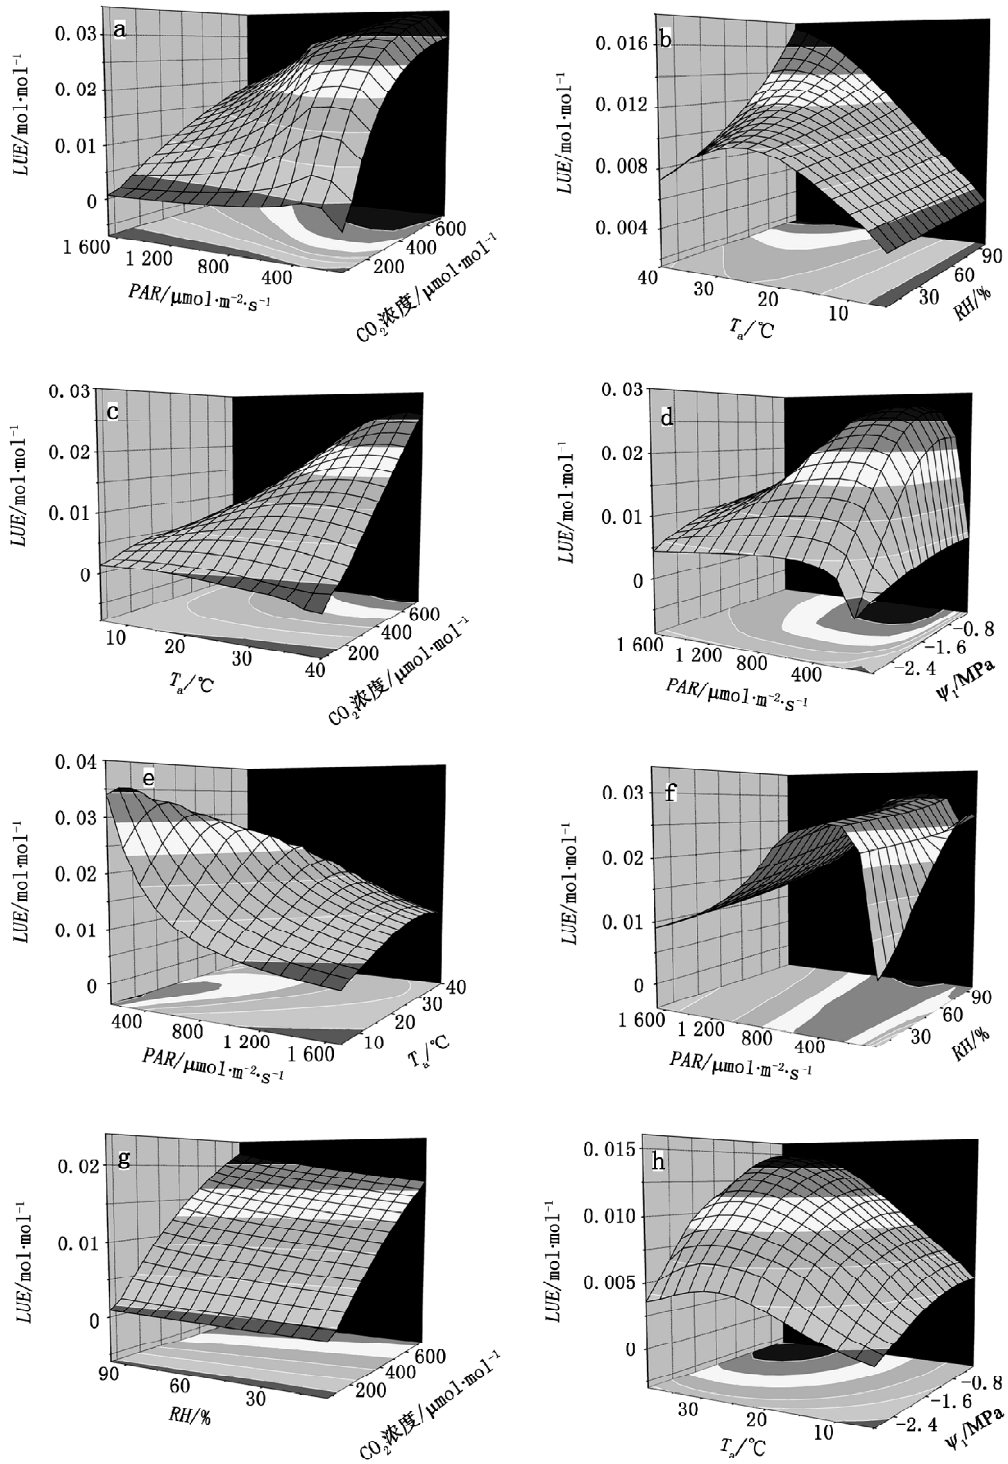 a
LUE/mol·mol⁻¹
0.03
0.02
0.01
0
1 600
1 200
800
400
PAR/μmol·m⁻²·s⁻¹
200
400
600
CO₂浓度/μmol·mol⁻¹
b
LUE/mol·mol⁻¹
0.016
0.012
0.008
0.004
40
30
20
10
Tₐ/℃
30
60
90
RH/%
c
LUE/mol·mol⁻¹
0.03
0.02
0.01
0
10
20
30
40
Tₐ/℃
200
400
600
CO₂浓度/μmol·mol⁻¹
d
LUE/mol·mol⁻¹
0.03
0.02
0.01
0
1 600
1 200
800
400
PAR/μmol·m⁻²·s⁻¹
-2.4
-1.6
-0.8
ψ₁/MPa
e
LUE/mol·mol⁻¹
0.04
0.03
0.02
0.01
0
400
800
1 200
1 600
PAR/μmol·m⁻²·s⁻¹
10
20
30
40
Tₐ/℃
f
LUE/mol·mol⁻¹
0.03
0.02
0.01
0
1 600
1 200
800
400
PAR/μmol·m⁻²·s⁻¹
30
60
90
RH/%
g
LUE/mol·mol⁻¹
0.02
0.01
0
90
60
30
RH/%
200
400
600
CO₂浓度/μmol·mol⁻¹
h
LUE/mol·mol⁻¹
0.015
0.010
0.005
0
30
20
10
Tₐ/℃
-2.4
-1.6
-0.8
ψ₁/MPa